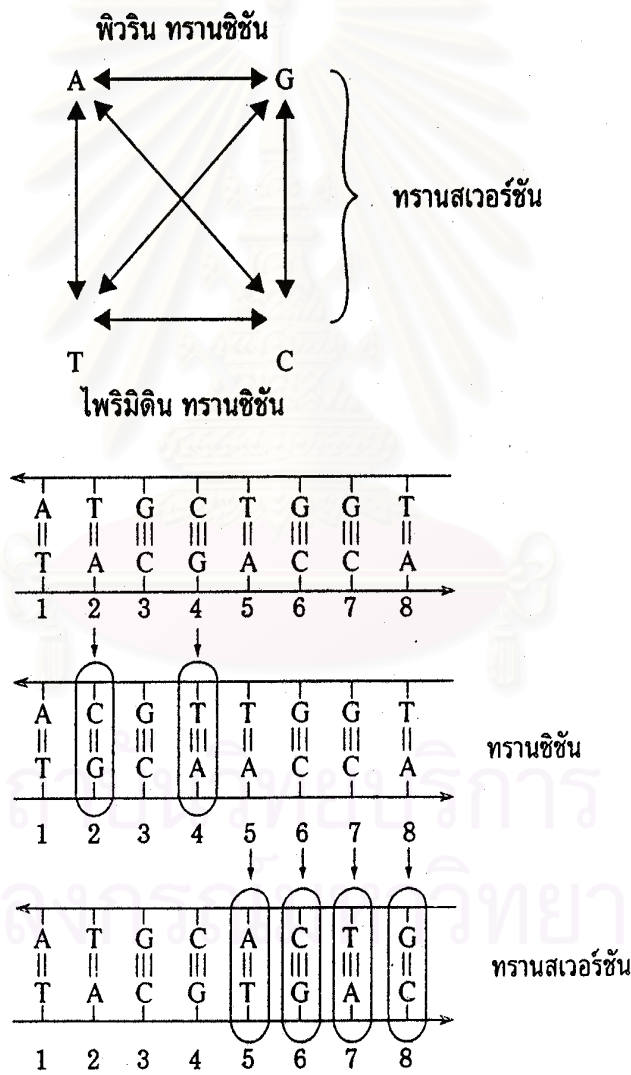 พิวริน ทรานซิชัน
A G
ทรานสเวอร์ชัน
T C
ไพริมิดิน ทรานซิชัน
A T G C T G G T
T A C G A C C A
1 2 3 4 5 6 7 8
A C G T T G G T
T G C A A C C A
ทรานซิชัน
1 2 3 4 5 6 7 8
A T G C A C T G
T A C G T G A C
ทรานสเวอร์ชัน
1 2 3 4 5 6 7 8